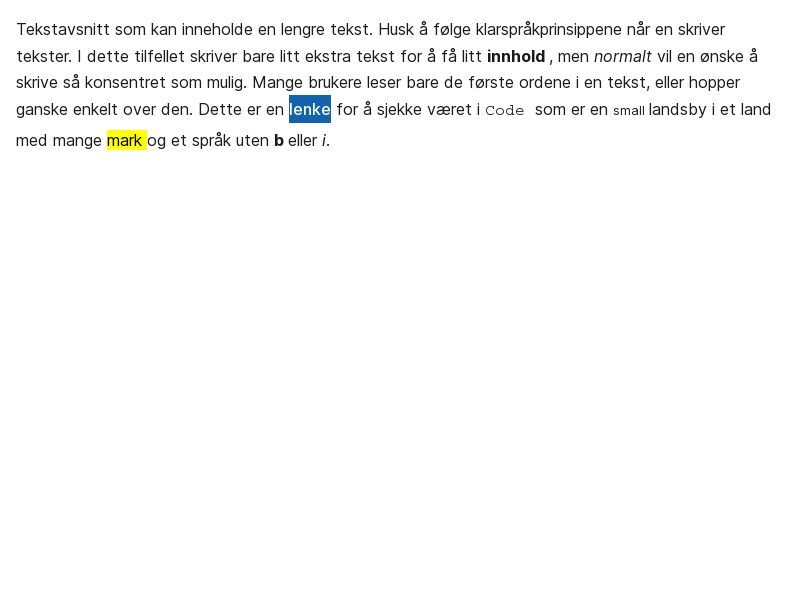 Tekstavsnitt som kan inneholde en lengre tekst. Husk å følge klarspråkprinsippene når en skriver
tekster. I dette tilfellet skriver bare litt ekstra tekst for å få litt innhold , men normalt vil en ønske å
skrive så konsentret som mulig. Mange brukere leser bare de første ordene i en tekst, eller hopper
ganske enkelt over den. Dette er en lenke for å sjekke været i Code som er en small landsby i et land
med mange mark og et språk uten b eller i.